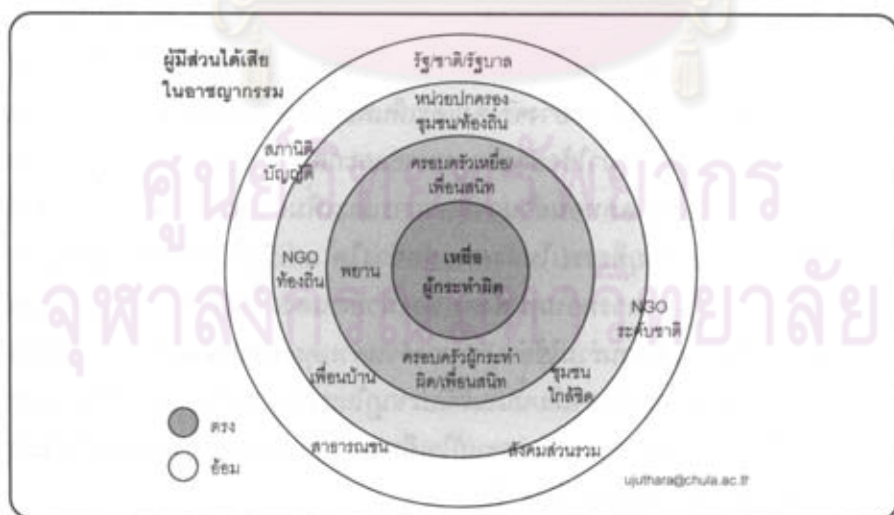 ผู้มีส่วนได้เสีย
ในอาชญากรรม
รัฐ/ชาติ/รัฐบาล
หน่วยปกครอง
ชุมชน/ท้องถิ่น
สภานิติ
บัญญัติ
ครอบครัวเหยื่อ/
เพื่อนสนิท
เหยื่อ
ผู้กระทำผิด
NGO
ท้องถิ่น
พยาน
NGO
ระดับชาติ
ครอบครัวผู้กระทำ
ผิด/เพื่อนสนิท
ชุมชน
ใกล้ชิด
เพื่อนบ้าน
สาธารณชน
สังคมส่วนรวม
ตรง
อ้อม
ujuthara@chula.ac.th
ศูนย์วิทยทรัพยากร
จุฬาลงกรณ์มหาวิทยาลัย